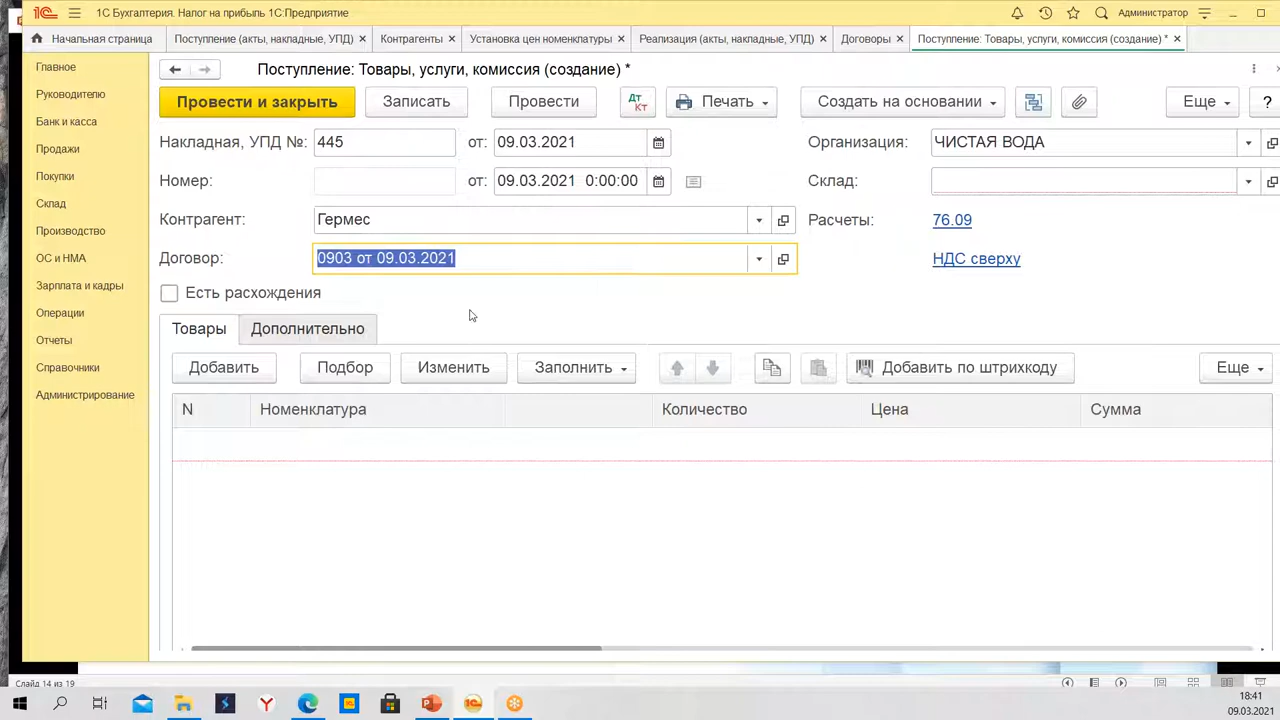 1С Бухгалтерия. Налог на прибыль 1С:Предприятие
Администратор
Начальная страница
Поступление (акты, накладные, УПД)
Контрагенты
Установка цен номенклатуры
Реализация (акты, накладные, УПД)
Договоры
Поступление: Товары, услуги, комиссия (создание) *
Главное
Руководителю
Банк и касса
Продажи
Покупки
Склад
Производство
ОС и НМА
Зарплата и кадры
Операции
Отчеты
Справочники
Администрирование
Поступление: Товары, услуги, комиссия (создание) *
Провести и закрыть
Записать
Провести
Дт
Кт
Печать
Создать на основании
Еще
?
Накладная, УПД №: 445 от: 09.03.2021 Организация: ЧИСТАЯ ВОДА
Номер: от: 09.03.2021 0:00:00 Склад:
Контрагент: Гермес Расчеты: 76.09
Договор: 0903 от 09.03.2021 НДС сверху
Есть расхождения
Товары Дополнительно
Добавить Подбор Изменить Заполнить Добавить по штрихкоду Еще
N Номенклатура Количество Цена Сумма
Слайд 14 из 19
18:41
09.03.2021